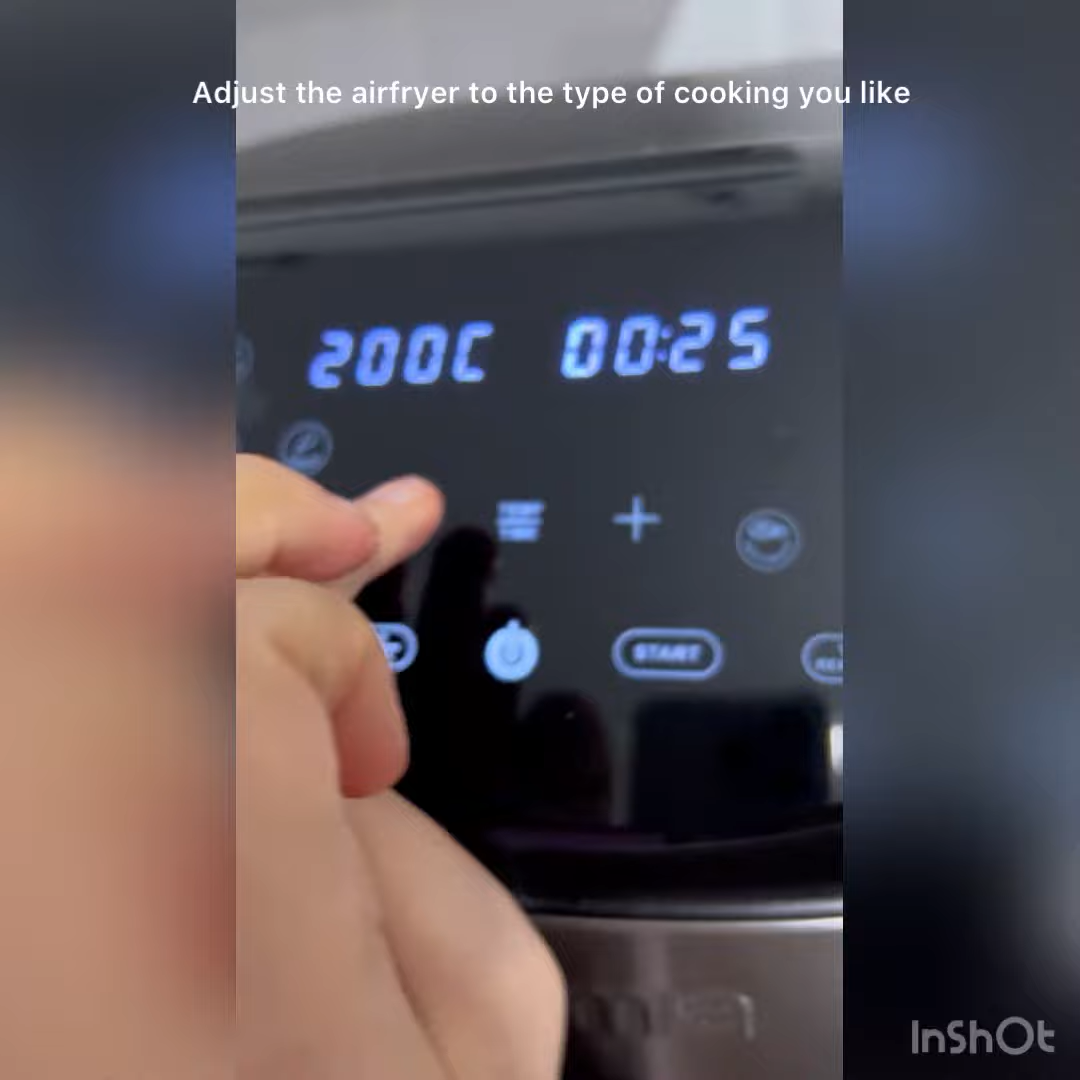 Adjust the airfryer to the type of cooking you like
200C 00:25
START
InShOt